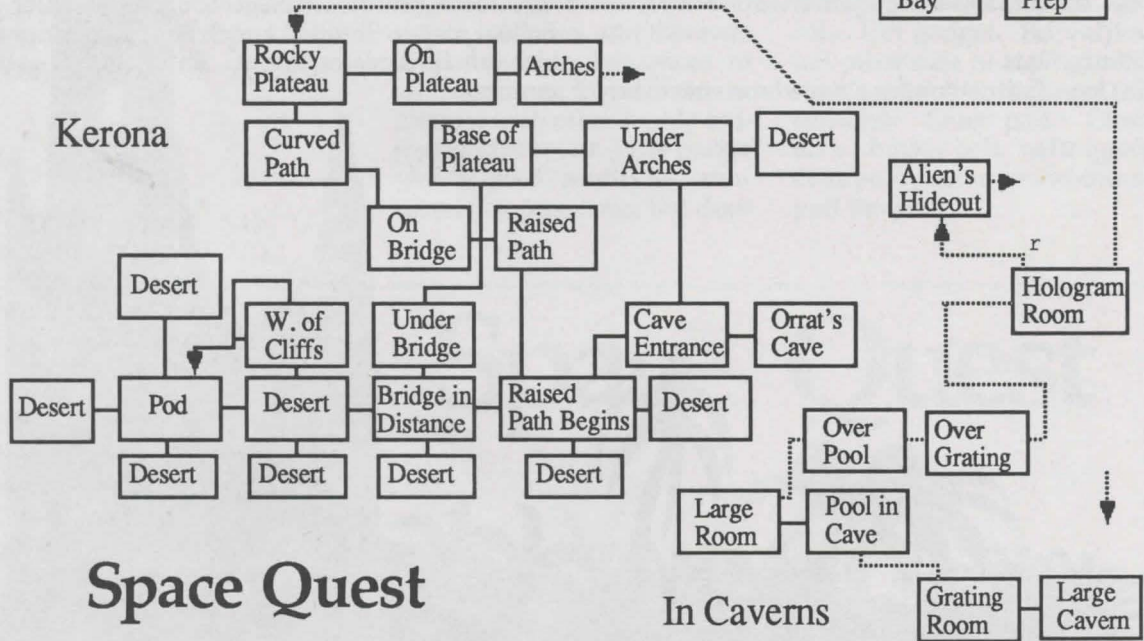 Bay
Prep
Rocky
Plateau
On
Plateau
Arches
Kerona
Curved
Path
Base of
Plateau
Under
Arches
Desert
Alien's
Hideout
On
Bridge
Raised
Path
r
Desert
Hologram
Room
W. of
Cliffs
Under
Bridge
Cave
Entrance
Orrat's
Cave
Desert
Pod
Desert
Bridge in
Distance
Raised
Path Begins
Desert
Over
Pool
Over
Grating
Desert
Desert
Desert
Desert
Large
Room
Pool in
Cave
Space Quest
In Caverns
Grating
Room
Large
Cavern